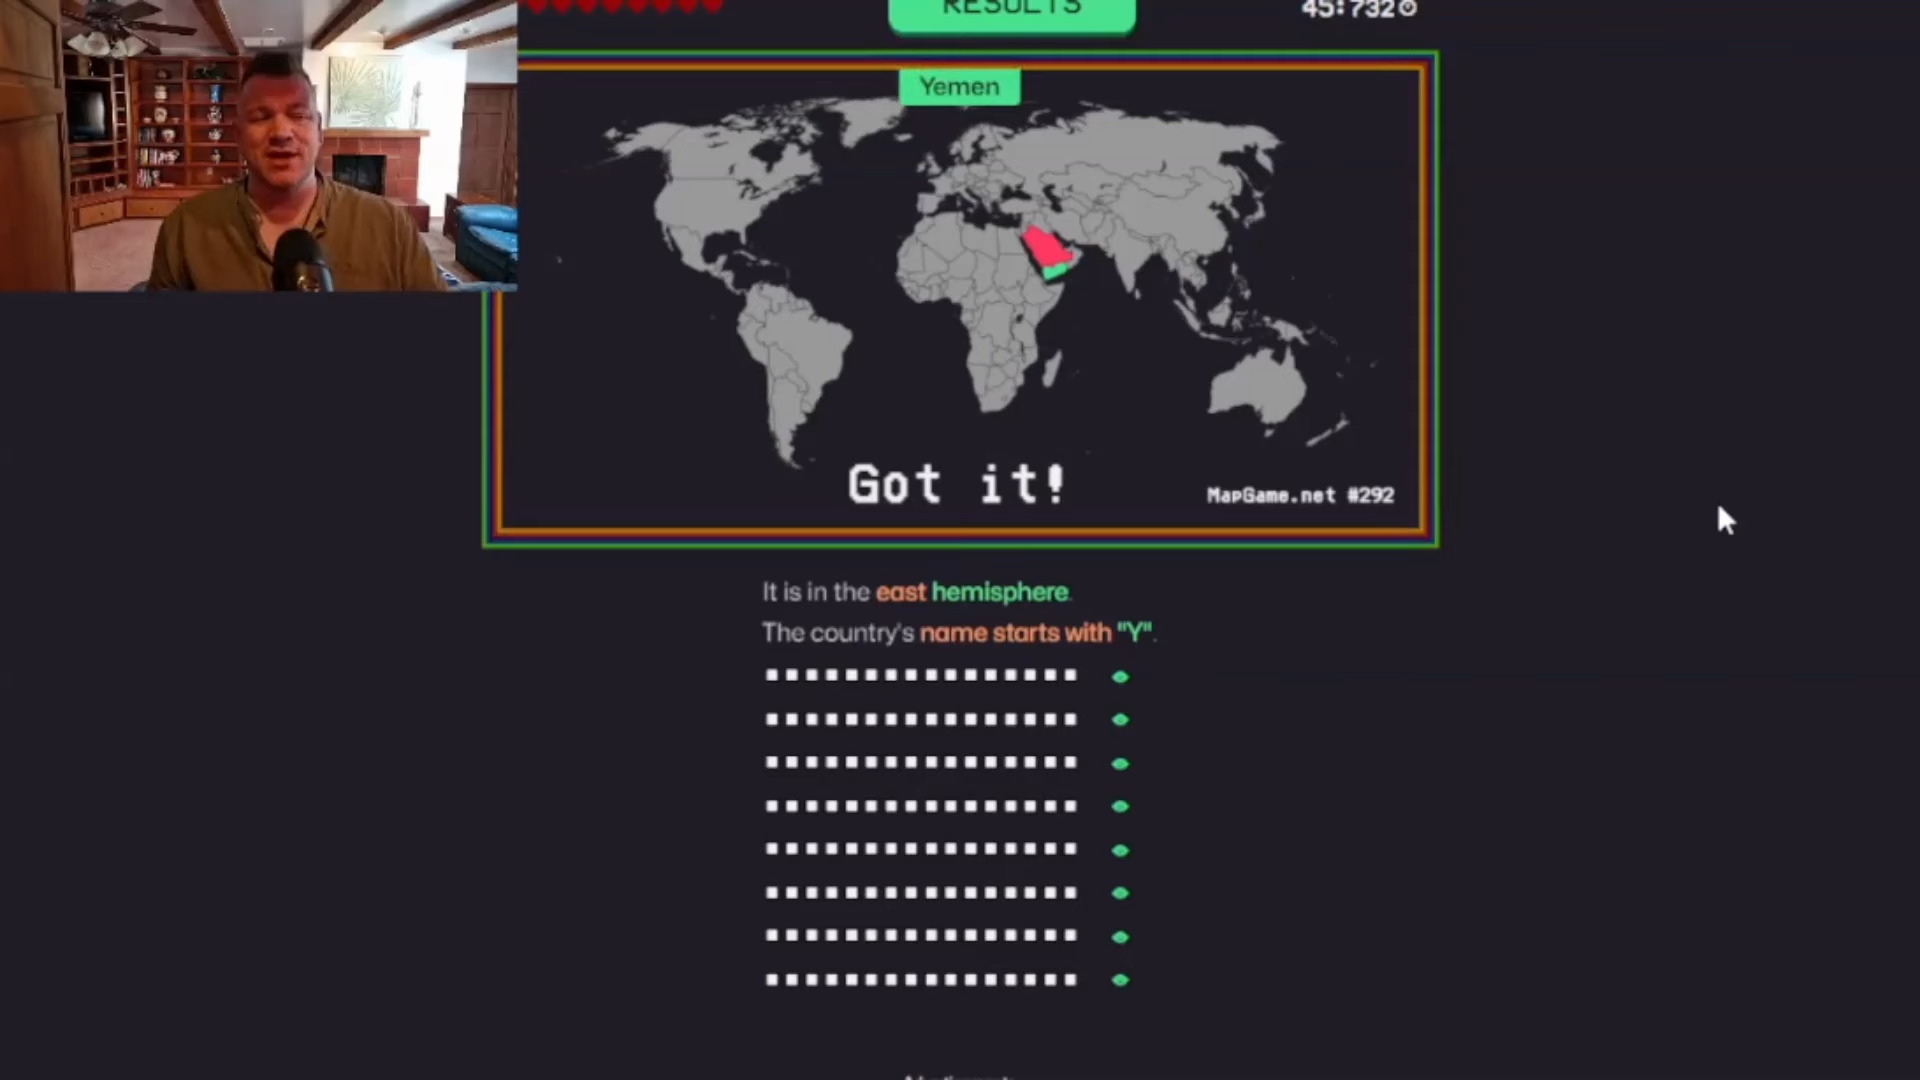 RESULTS
45:732
Yemen
Got it!
MapGame.net #292
It is in the east hemisphere.
The country's name starts with "Y".